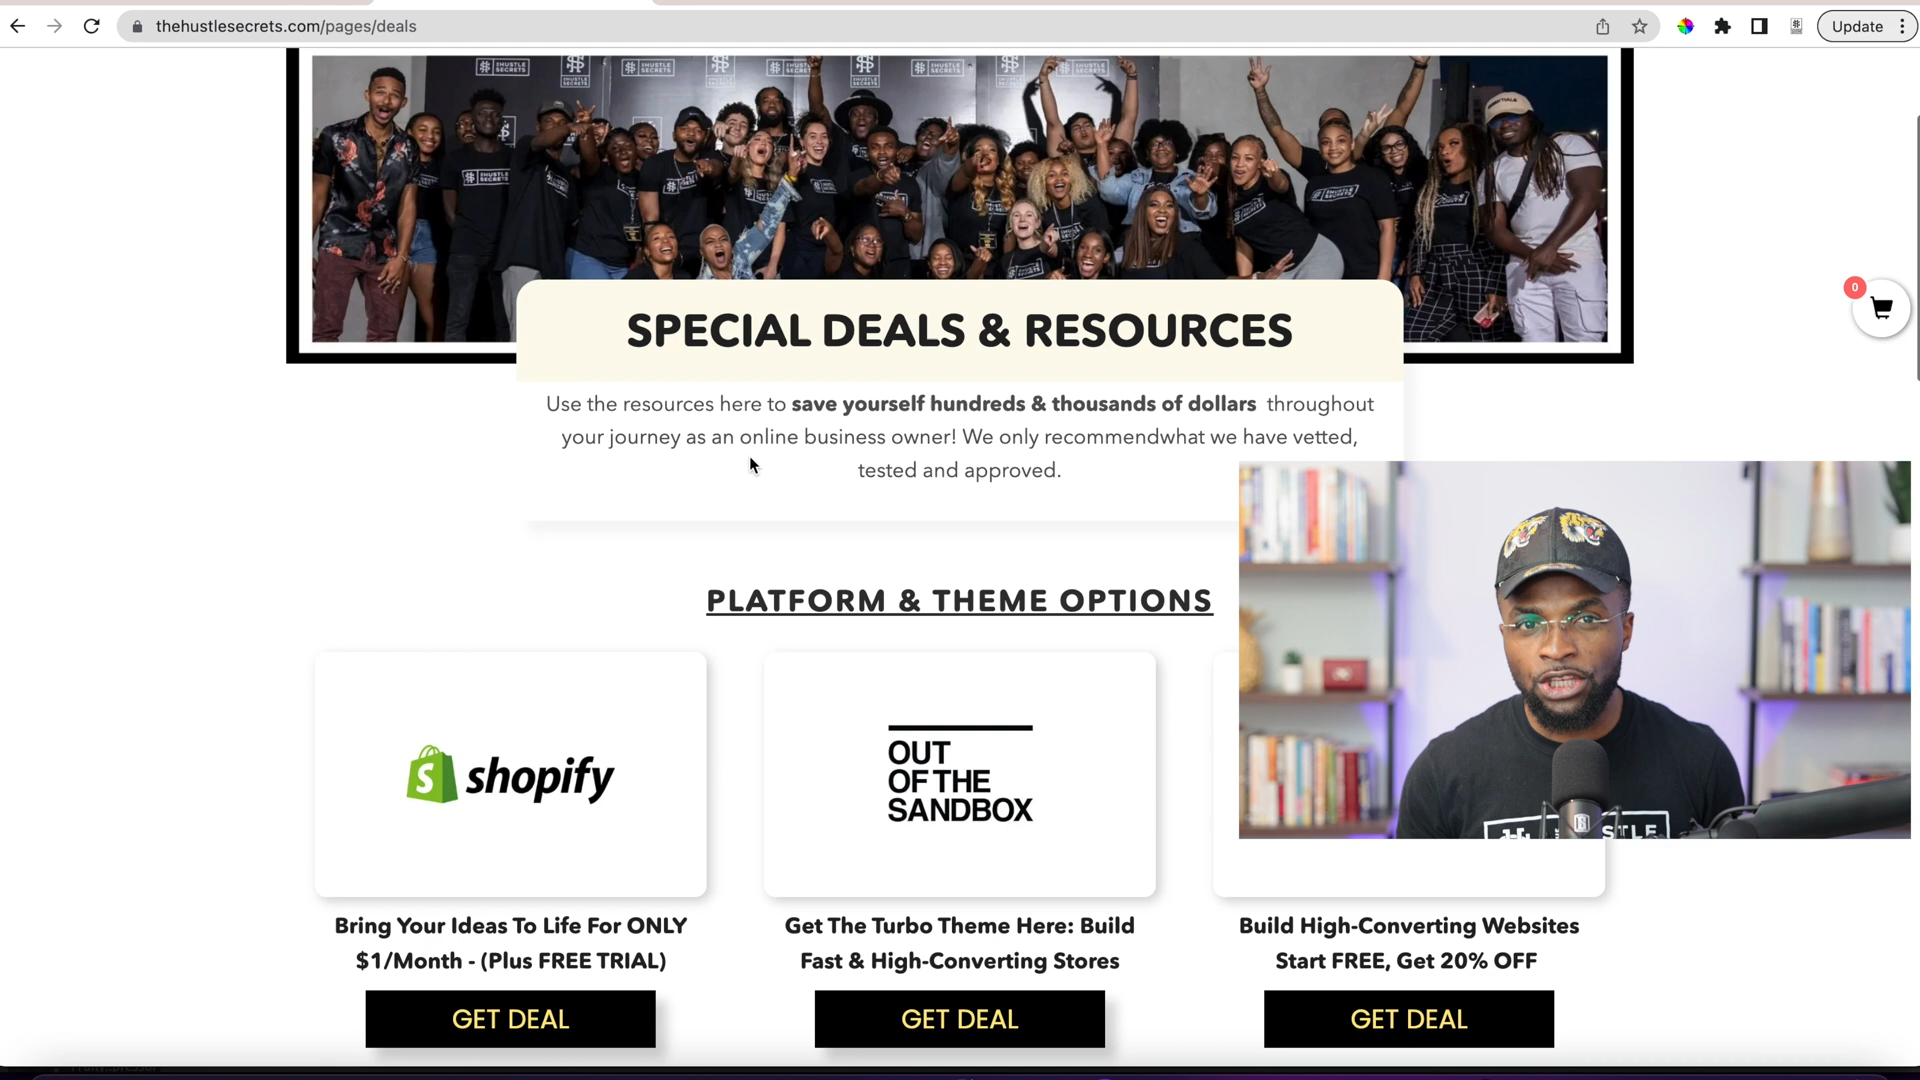 thehustlesecrets.com/pages/deals
Update
0
SPECIAL DEALS & RESOURCES
Use the resources here to save yourself hundreds & thousands of dollars throughout
your journey as an online business owner! We only recommendwhat we have vetted,
tested and approved.
PLATFORM & THEME OPTIONS
shopify
OUT
OF THE
SANDBOX
Bring Your Ideas To Life For ONLY
$1/Month - (Plus FREE TRIAL)
Get The Turbo Theme Here: Build
Fast & High-Converting Stores
Build High-Converting Websites
Start FREE, Get 20% OFF
GET DEAL
GET DEAL
GET DEAL